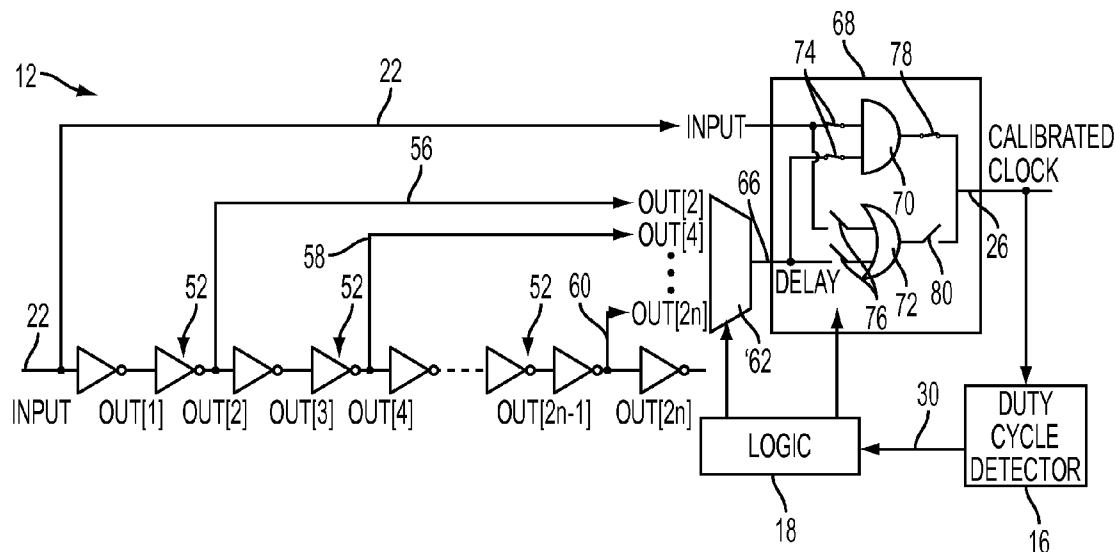 68
74
78
12
22
INPUT
CALIBRATED
CLOCK
56
70
66
OUT[2]
OUT[4]
58
26
DELAY
52
52
52
60
76
72
80
OUT[2n]
22
'62
INPUT
OUT[1]
OUT[2]
OUT[3]
OUT[4]
OUT[2n-1]
OUT[2n]
LOGIC
30
DUTY
CYCLE
DETECTOR
18
16